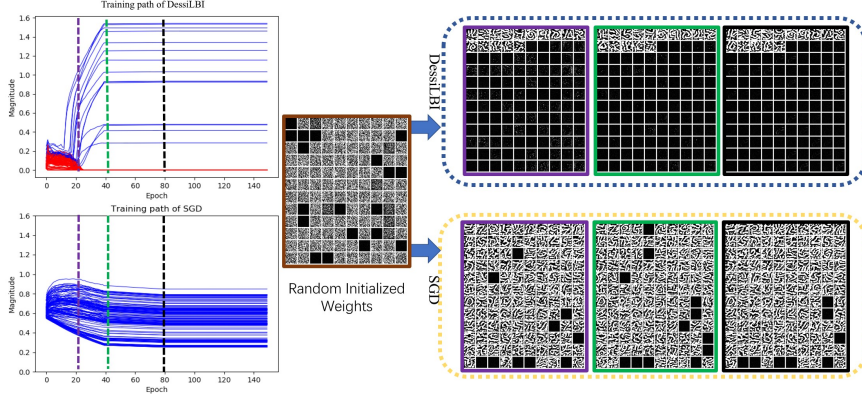 Training path of DessiLBI
1.6
1.4
1.2
1.0
0.8
0.6
0.4
0.2
0.0
Magnitude
0 20 40 60 80 100 120 140
Epoch
Training path of SGD
1.6
1.4
1.2
1.0
0.8
0.6
0.4
0.2
0.0
Magnitude
0 20 40 60 80 100 120 140
Epoch
Random Initialized
Weights
DessiLBI
SGD